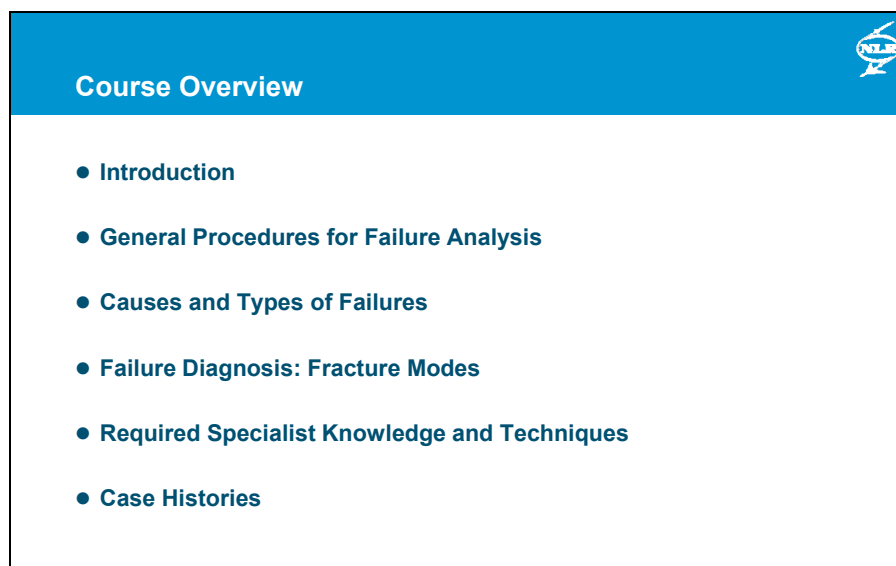 NLR
Course Overview
● Introduction
● General Procedures for Failure Analysis
● Causes and Types of Failures
● Failure Diagnosis: Fracture Modes
● Required Specialist Knowledge and Techniques
● Case Histories